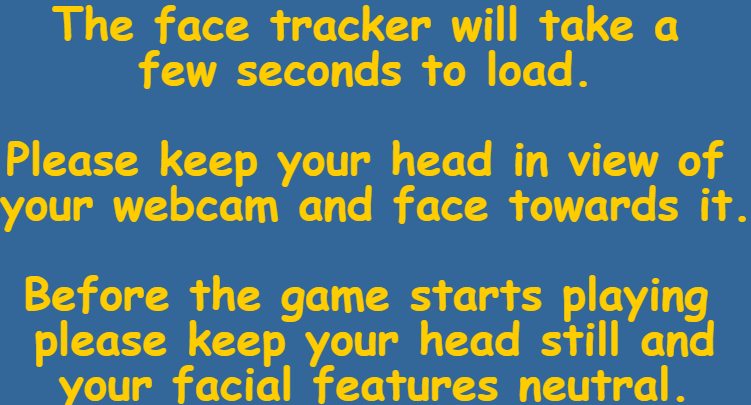 The face tracker will take a
few seconds to load.
Please keep your head in view of
your webcam and face towards it.
Before the game starts playing
please keep your head still and
your facial features neutral.